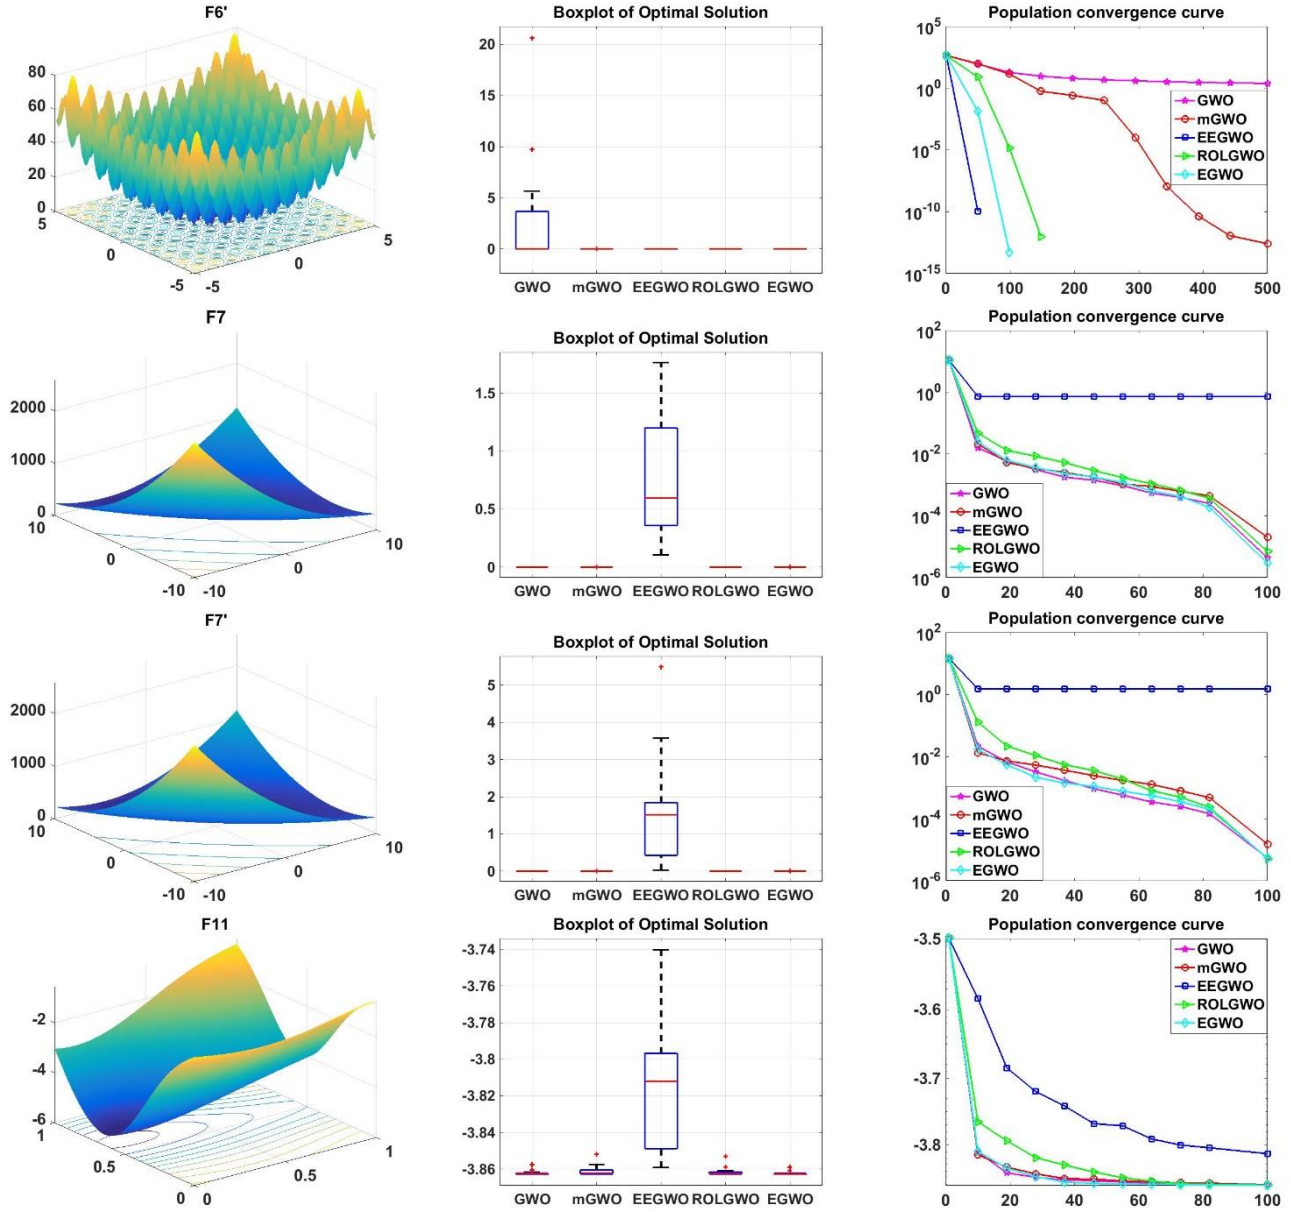 F6'
80
60
40
20
0
5
0
-5
-5
0
5
Boxplot of Optimal Solution
20
15
10
5
0
GWO mGWO EEGWO ROLGWO EGWO
Population convergence curve
10^5
10^0
10^-5
10^-10
10^-15
GWO
mGWO
EEGWO
ROLGWO
EGWO
0 100 200 300 400 500
F7
2000
1000
0
10
0
-10
-10
0
10
Boxplot of Optimal Solution
1.5
1
0.5
0
GWO mGWO EEGWO ROLGWO EGWO
Population convergence curve
10^2
10^0
10^-2
10^-4
10^-6
GWO
mGWO
EEGWO
ROLGWO
EGWO
0 20 40 60 80 100
F7'
2000
1000
0
10
0
-10
-10
0
10
Boxplot of Optimal Solution
5
4
3
2
1
0
GWO mGWO EEGWO ROLGWO EGWO
Population convergence curve
10^2
10^0
10^-2
10^-4
10^-6
GWO
mGWO
EEGWO
ROLGWO
EGWO
0 20 40 60 80 100
F11
-2
-4
-6
1
0.5
0
0
0.5
1
Boxplot of Optimal Solution
-3.74
-3.76
-3.78
-3.8
-3.82
-3.84
-3.86
GWO mGWO EEGWO ROLGWO EGWO
Population convergence curve
-3.5
-3.6
-3.7
-3.8
GWO
mGWO
EEGWO
ROLGWO
EGWO
0 20 40 60 80 100